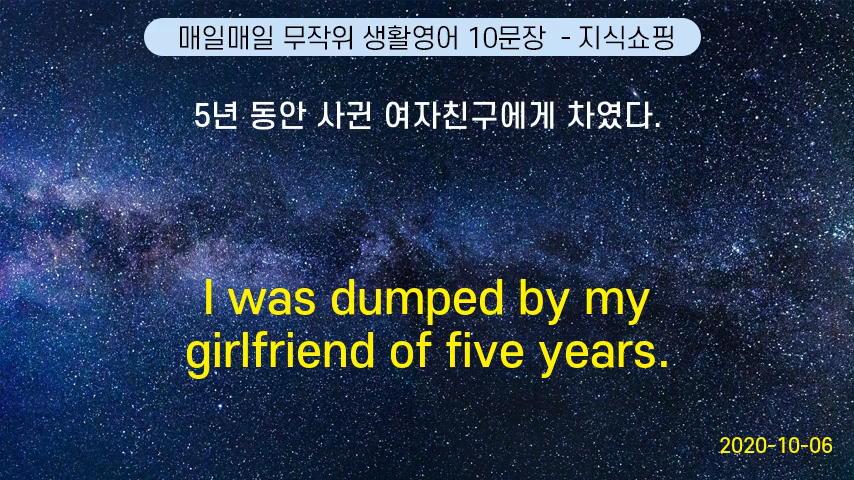 매일매일 무작위 생활영어 10문장 - 지식쇼핑
5년 동안 사귄 여자친구에게 차였다.
I was dumped by my
girlfriend of five years.
2020-10-06